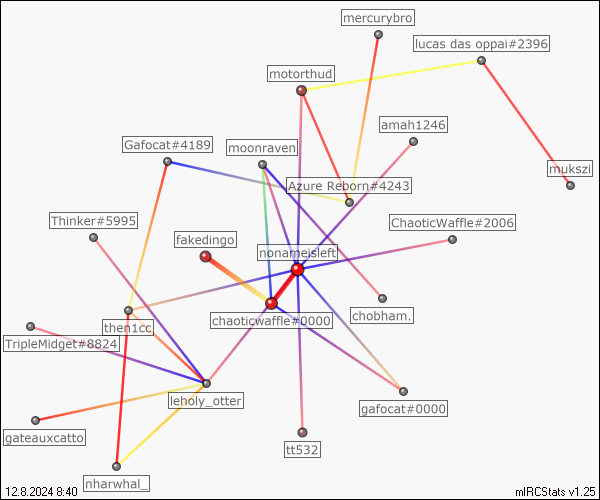 mercurybro
lucas das oppai#2396
motorthud
amah1246
Gafocat#4189
moonraven
mukszi
Azure Reborn#4243
Thinker#5995
ChaoticWaffle#2006
fakedingo
nonameisleft
chaoticwaffle#0000
chobham.
then1cc
TripleMidget#8824
leholy_otter
gafocat#0000
gateauxcatto
tt532
nharwhal_
12.8.2024 8:40
mIRCStats v1.25